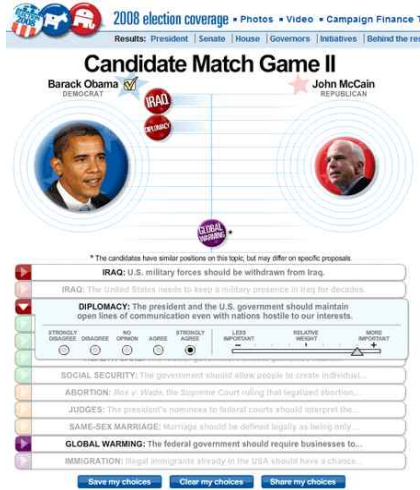 ELECTION
2008
2008 election coverage ▪ Photos ▪ Video ▪ Campaign Finance T
Results: President | Senate | House | Governors | Initiatives | Behind the res
Candidate Match Game II
Barack Obama
DEMOCRAT
John McCain
REPUBLICAN
IRAQ
DIPLOMACY
GLOBAL
WARMING *
* The candidates have similar positions on this topic, but may differ on specific proposals
IRAQ: U.S. military forces should be withdrawn from Iraq.
IRAQ: The United States needs to keep a military presence in Iraq for decades.
DIPLOMACY: The president and the U.S. government should maintain
open lines of communication even with nations hostile to our interests.
STRONGLY DISAGREE DISAGREE NO OPINION AGREE STRONGLY AGREE LESS IMPORTANT RELATIVE WEIGHT MORE IMPORTANT
- +
SOCIAL SECURITY: The government should allow people to create individual...
ABORTION: Roe v. Wade, the Supreme Court ruling that legalized abortion,...
JUDGES: The president's nominees to federal courts should interpret the...
SAME-SEX MARRIAGE: Marriage should be defined legally as being only...
GLOBAL WARMING: The federal government should require businesses to...
IMMIGRATION: Illegal immigrants already in the USA should have a chance...
Save my choices Clear my choices Share my choices